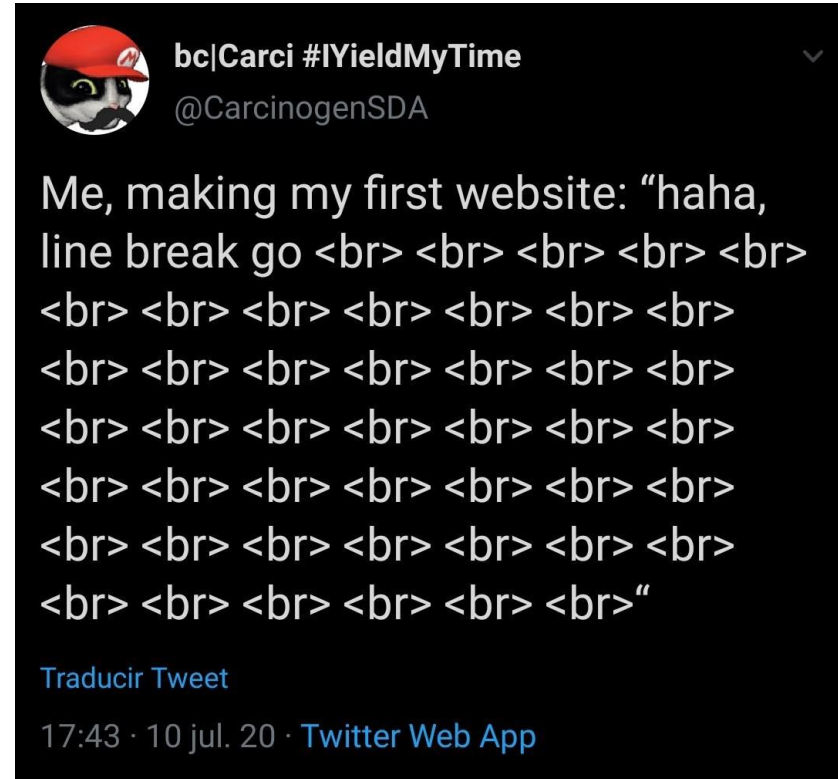 bc|Carci #IYieldMyTime
@CarcinogenSDA
Me, making my first website: “haha,
line break go <br> <br> <br> <br> <br>
<br> <br> <br> <br> <br> <br> <br>
<br> <br> <br> <br> <br> <br> <br>
<br> <br> <br> <br> <br> <br> <br>
<br> <br> <br> <br> <br> <br> <br>
<br> <br> <br> <br> <br> <br> <br>
<br> <br> <br> <br> <br> <br>“
Traducir Tweet
17:43 · 10 jul. 20 · Twitter Web App